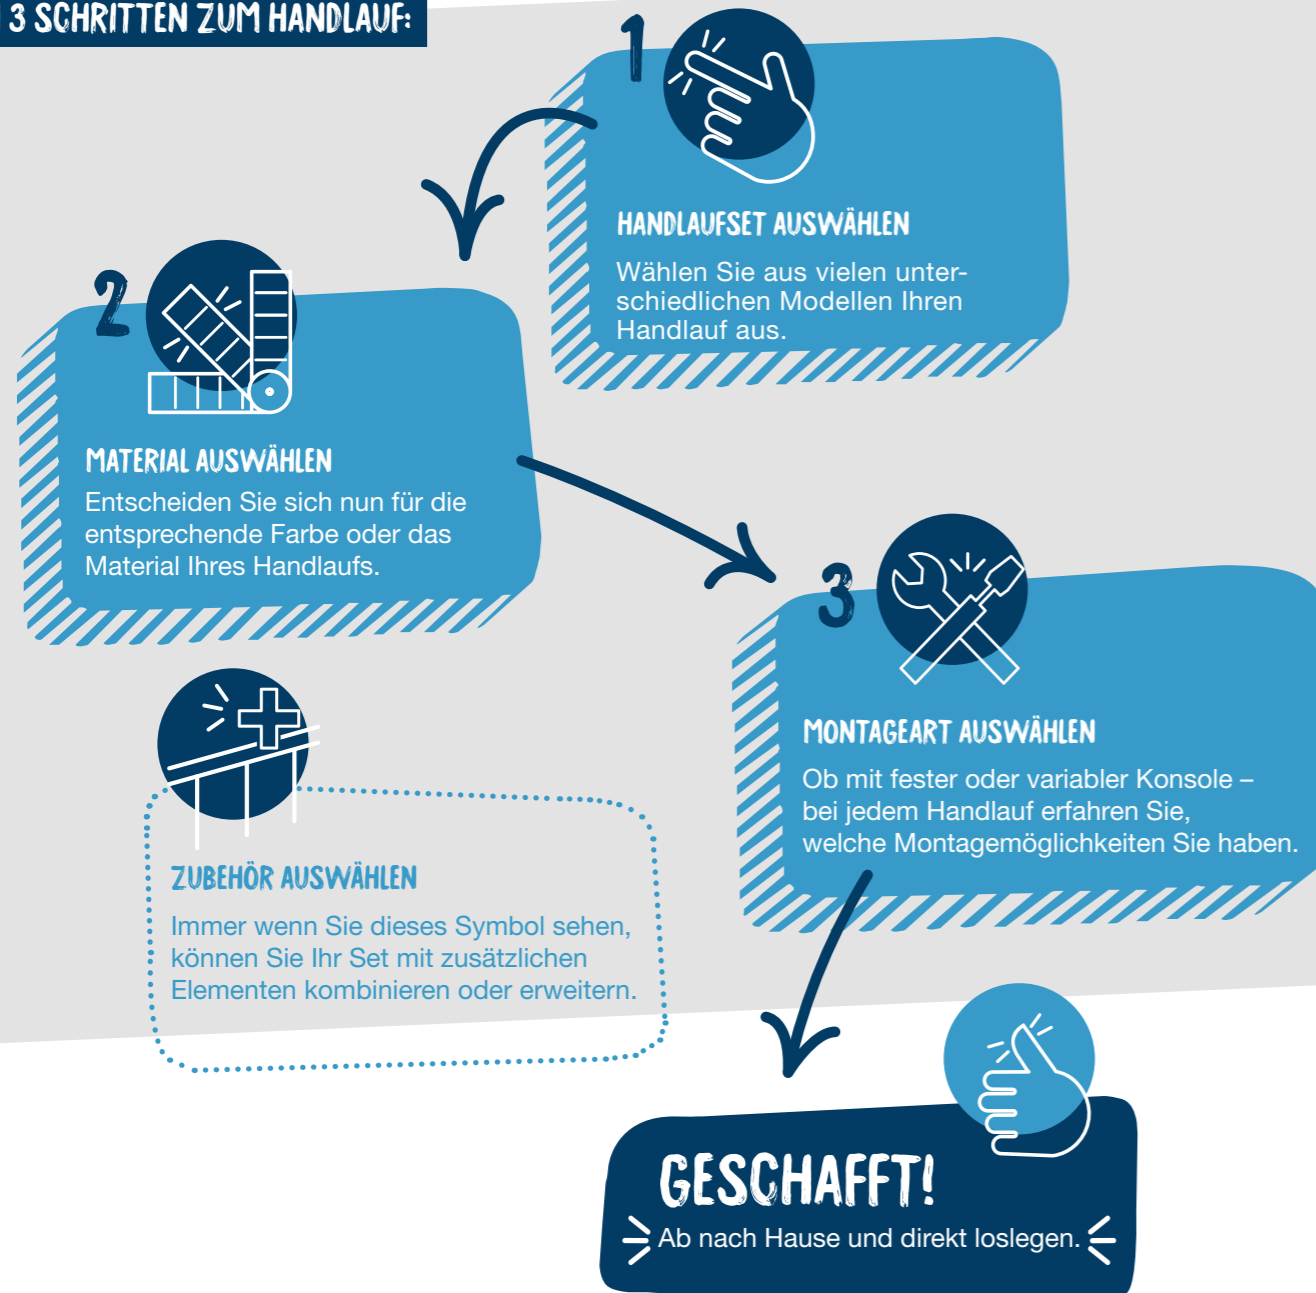 3 SCHRITTEN ZUM HANDLAUF:
1
HANDLAUFSET AUSWÄHLEN
Wählen Sie aus vielen unter-
schiedlichen Modellen Ihren
Handlauf aus.
2
MATERIAL AUSWÄHLEN
Entscheiden Sie sich nun für die
entsprechende Farbe oder das
Material Ihres Handlaufs.
3
MONTAGEART AUSWÄHLEN
Ob mit fester oder variabler Konsole –
bei jedem Handlauf erfahren Sie,
welche Montagemöglichkeiten Sie haben.
ZUBEHÖR AUSWÄHLEN
Immer wenn Sie dieses Symbol sehen,
können Sie Ihr Set mit zusätzlichen
Elementen kombinieren oder erweitern.
GESCHAFFT!
Ab nach Hause und direkt loslegen.